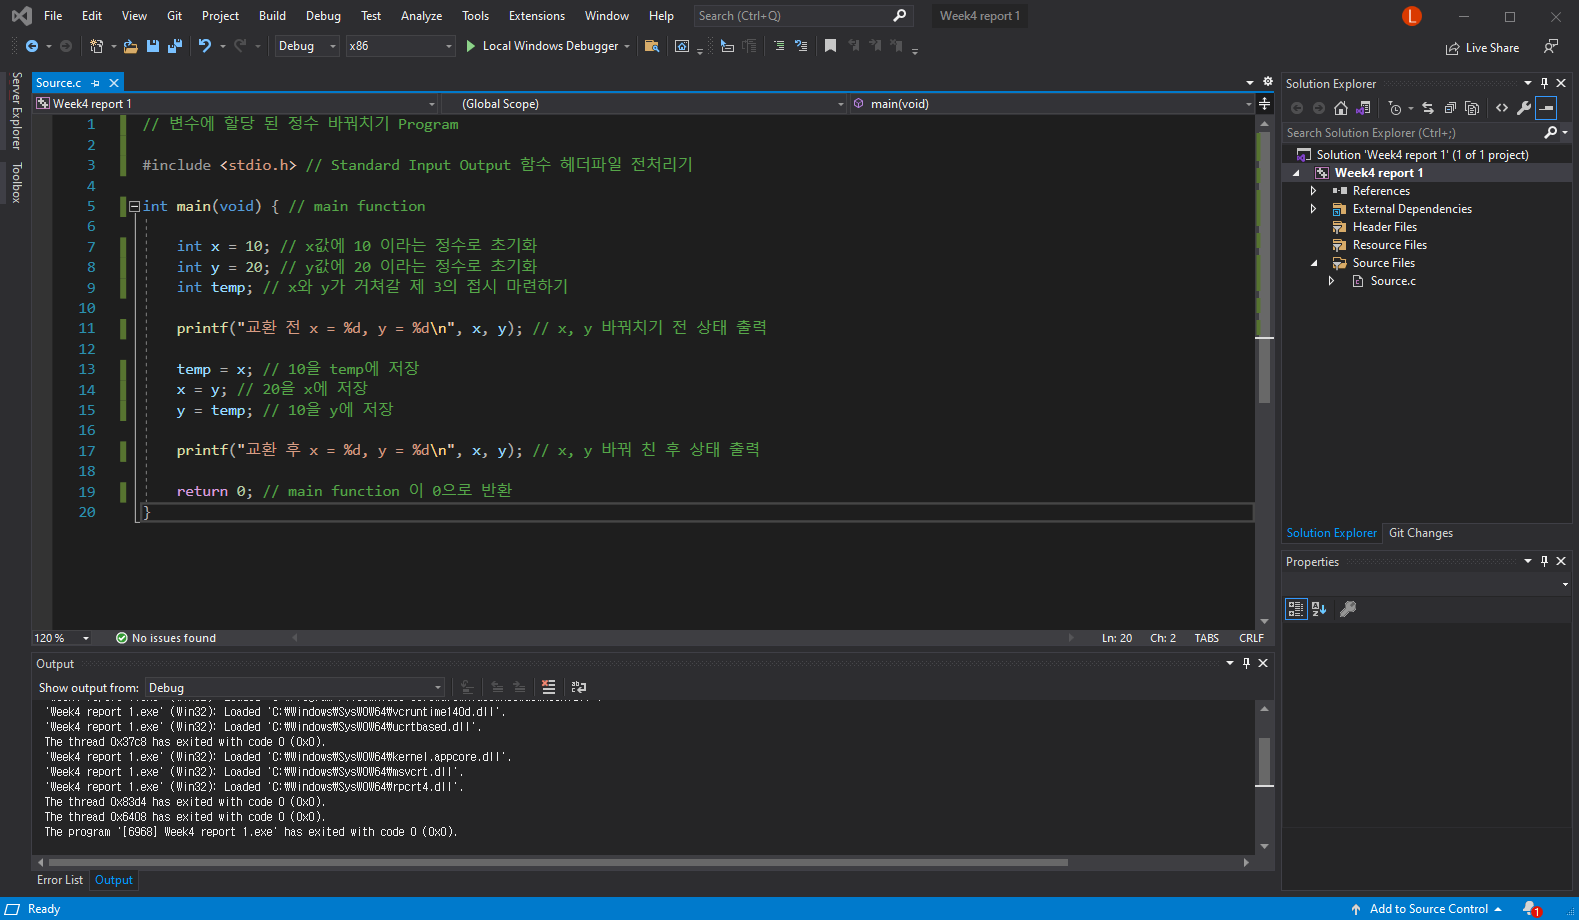 File Edit View Git Project Build Debug Test Analyze Tools Extensions Window Help Search (Ctrl+Q) Week4 report 1 L
Debug x86 Local Windows Debugger Live Share
Server Explorer
Toolbox
Source.c
Week4 report 1 (Global Scope) main(void)
1 // 변수에 할당 된 정수 바꿔치기 Program
2
3 #include <stdio.h> // Standard Input Output 함수 헤더파일 전처리기
4
5 int main(void) { // main function
6
7 int x = 10; // x값에 10 이라는 정수로 초기화
8 int y = 20; // y값에 20 이라는 정수로 초기화
9 int temp; // x와 y가 거쳐갈 제 3의 접시 마련하기
10
11 printf("교환 전 x = %d, y = %d\n", x, y); // x, y 바꿔치기 전 상태 출력
12
13 temp = x; // 10을 temp에 저장
14 x = y; // 20을 x에 저장
15 y = temp; // 10을 y에 저장
16
17 printf("교환 후 x = %d, y = %d\n", x, y); // x, y 바꿔 친 후 상태 출력
18
19 return 0; // main function 이 0으로 반환
20 }
120 % No issues found Ln: 20 Ch: 2 TABS CRLF
Output
Show output from: Debug
'Week4 report 1.exe' (Win32): Loaded 'C:₩Windows₩SysWOW64₩vcruntime140d.dll'.
'Week4 report 1.exe' (Win32): Loaded 'C:₩Windows₩SysWOW64₩ucrtbased.dll'.
The thread 0x37c8 has exited with code 0 (0x0).
'Week4 report 1.exe' (Win32): Loaded 'C:₩Windows₩SysWOW64₩kernel.appcore.dll'.
'Week4 report 1.exe' (Win32): Loaded 'C:₩Windows₩SysWOW64₩msvcrt.dll'.
'Week4 report 1.exe' (Win32): Loaded 'C:₩Windows₩SysWOW64₩rpcrt4.dll'.
The thread 0x83d4 has exited with code 0 (0x0).
The thread 0x6408 has exited with code 0 (0x0).
The program '[6968] Week4 report 1.exe' has exited with code 0 (0x0).
Error List Output
Solution Explorer
Search Solution Explorer (Ctrl+;)
Solution 'Week4 report 1' (1 of 1 project)
Week4 report 1
References
External Dependencies
Header Files
Resource Files
Source Files
Source.c
Solution Explorer Git Changes
Properties
Ready Add to Source Control 1